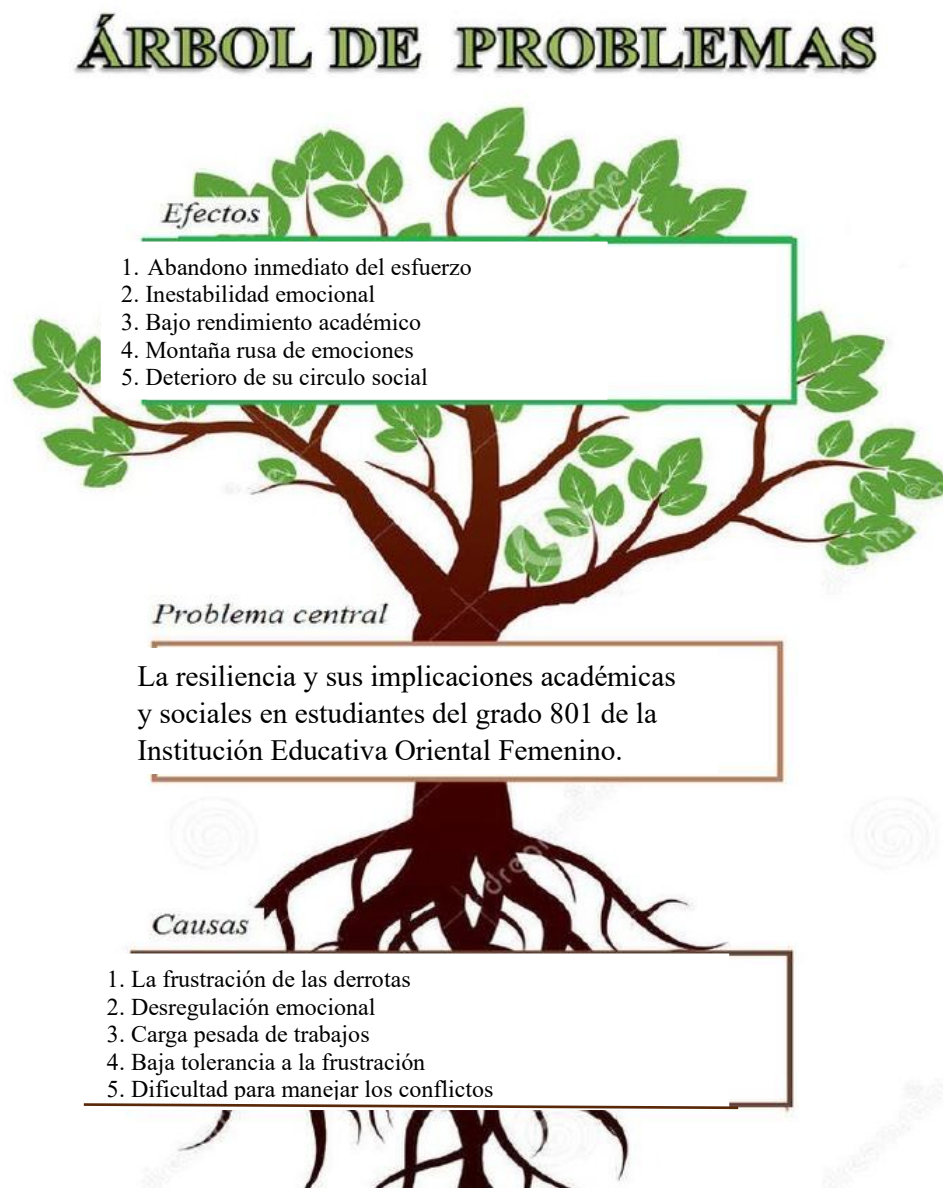 ÁRBOL DE PROBLEMAS
Efectos
1. Abandono inmediato del esfuerzo
2. Inestabilidad emocional
3. Bajo rendimiento académico
4. Montaña rusa de emociones
5. Deterioro de su circulo social
Problema central
La resiliencia y sus implicaciones académicas
y sociales en estudiantes del grado 801 de la
Institución Educativa Oriental Femenino.
Causas
1. La frustración de las derrotas
2. Desregulación emocional
3. Carga pesada de trabajos
4. Baja tolerancia a la frustración
5. Dificultad para manejar los conflictos